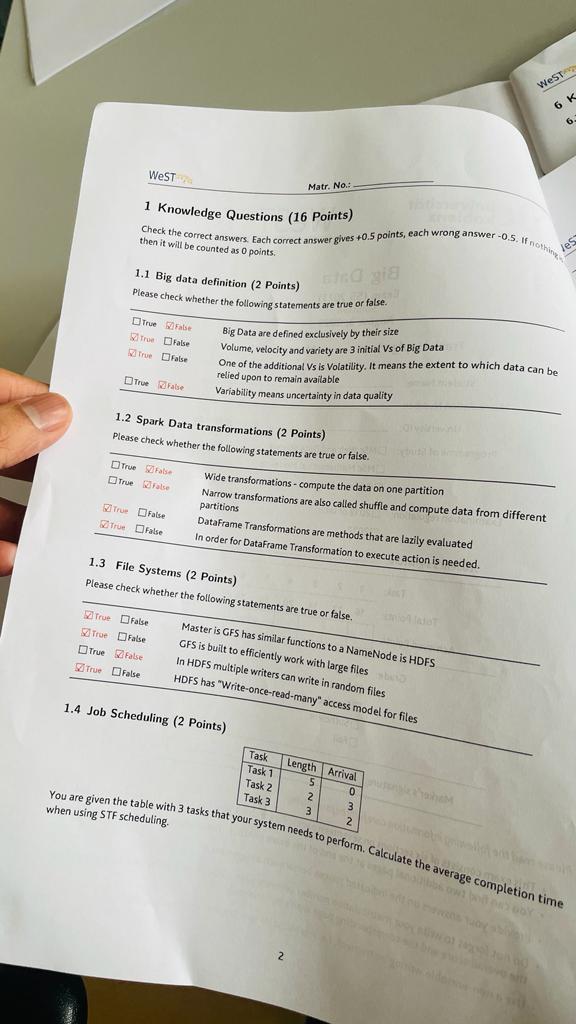 WeST
Matr. No.:
1 Knowledge Questions (16 Points)
Check the correct answers. Each correct answer gives +0.5 points, each wrong answer -0.5. If nothing
then it will be counted as 0 points.
1.1 Big data definition (2 Points)
Please check whether the following statements are true or false.
☐ True ☑ False Big Data are defined exclusively by their size
☑ True ☐ False Volume, velocity and variety are 3 initial Vs of Big Data
☑ True ☐ False One of the additional Vs is Volatility. It means the extent to which data can be
relied upon to remain available
☐ True ☑ False Variability means uncertainty in data quality
1.2 Spark Data transformations (2 Points)
Please check whether the following statements are true or false.
☐ True ☑ False Wide transformations - compute the data on one partition
☐ True ☑ False Narrow transformations are also called shuffle and compute data from different
partitions
☑ True ☐ False DataFrame Transformations are methods that are lazily evaluated
☑ True ☐ False In order for DataFrame Transformation to execute action is needed.
1.3 File Systems (2 Points)
Please check whether the following statements are true or false.
☑ True ☐ False Master is GFS has similar functions to a NameNode is HDFS
☑ True ☐ False GFS is built to efficiently work with large files
☐ True ☑ False In HDFS multiple writers can write in random files
☑ True ☐ False HDFS has "Write-once-read-many" access model for files
1.4 Job Scheduling (2 Points)
Task Length Arrival
Task 1 5 0
Task 2 2 3
Task 3 3 2
You are given the table with 3 tasks that your system needs to perform. Calculate the average completion time
when using STF scheduling.
2
WeST
6 K
6.